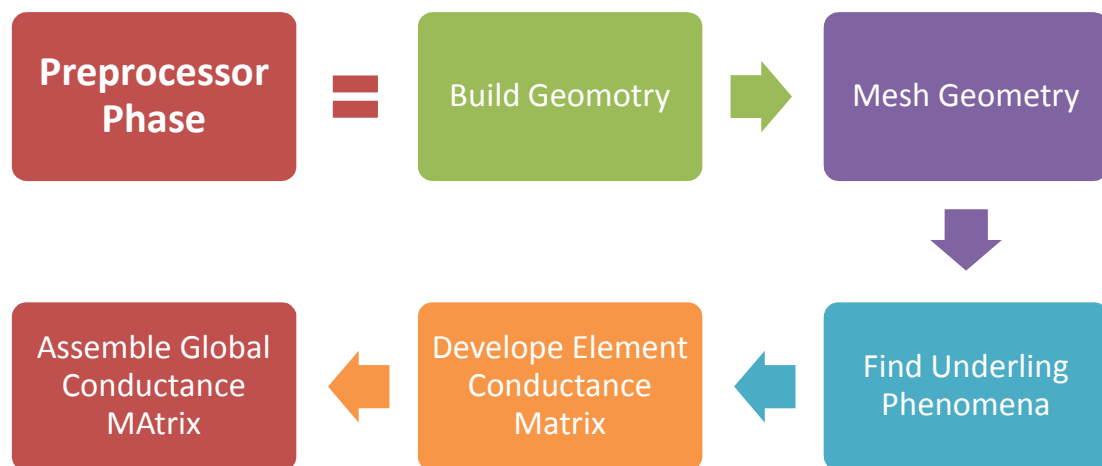 Preprocessor
Phase
Build Geomotry
Mesh Geometry
Find Underling
Phenomena
Develope Element
Conductance
Matrix
Assemble Global
Conductance
MAtrix